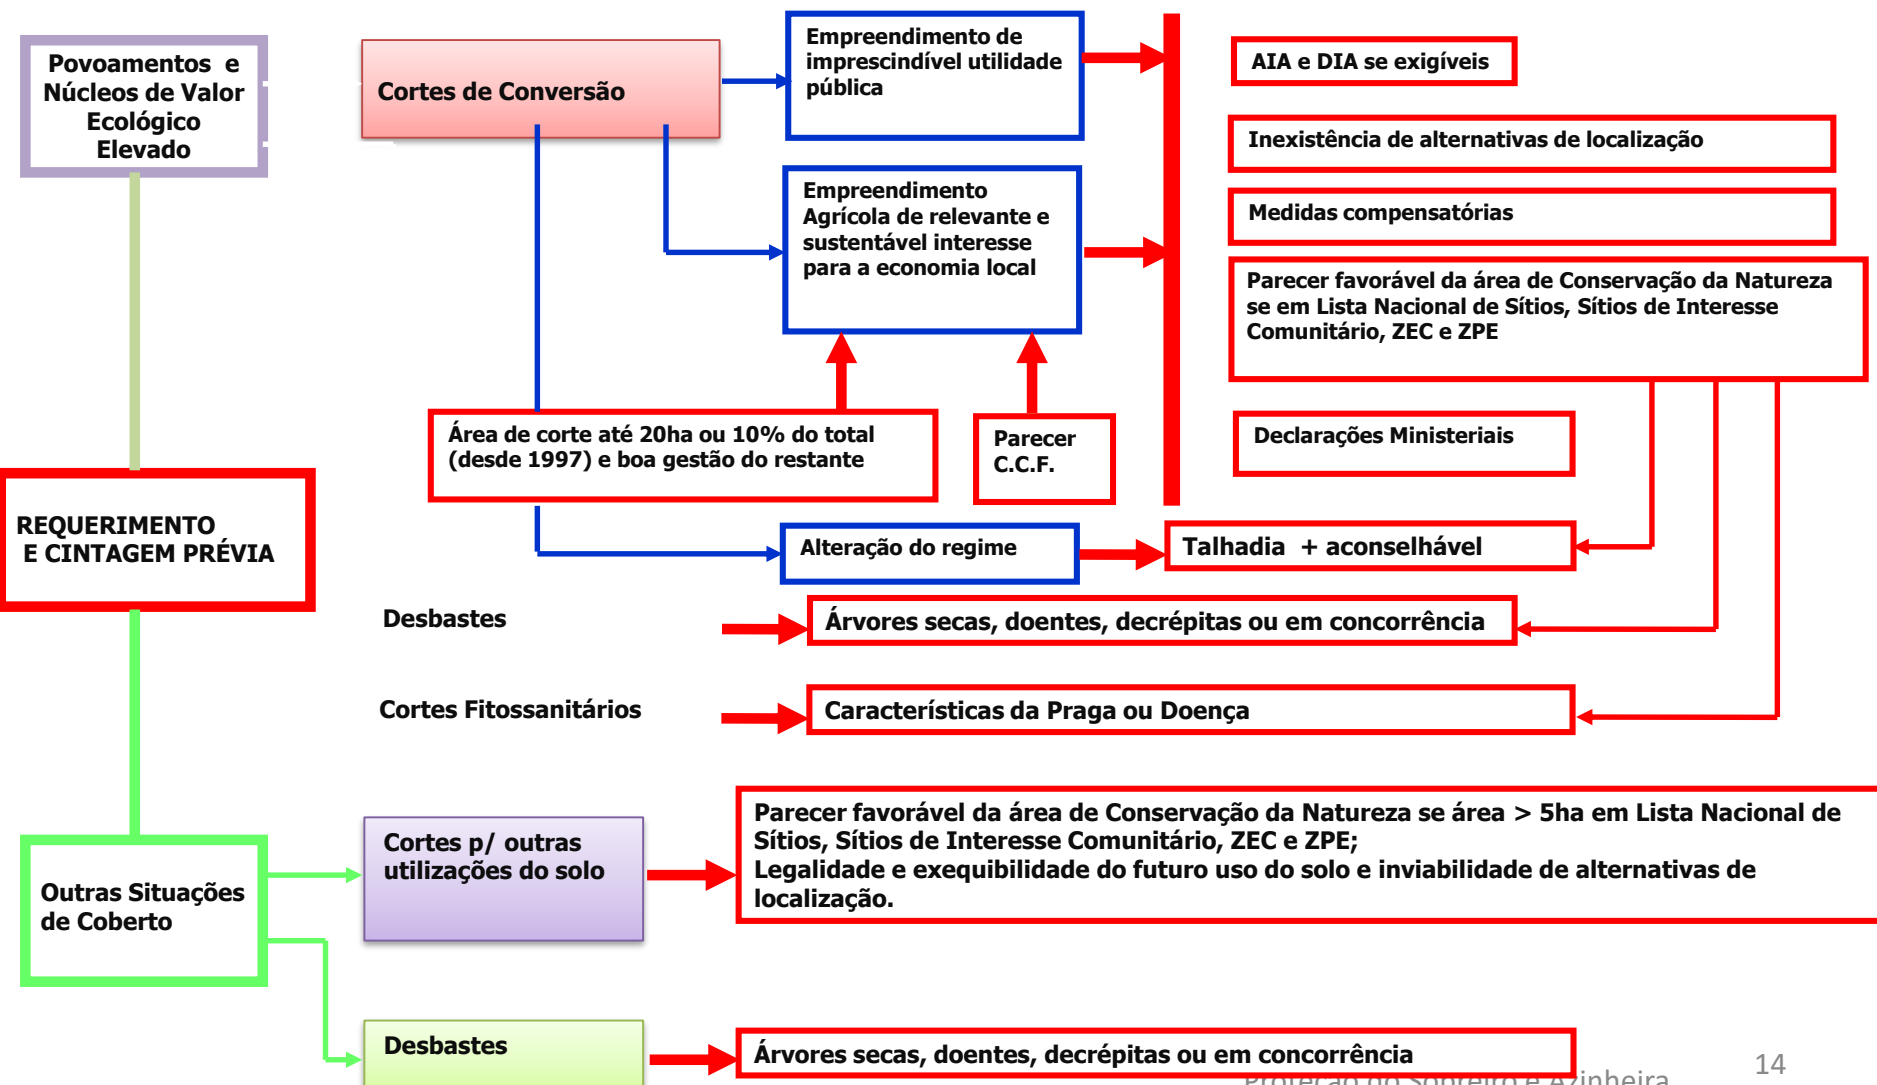 Povoamentos e
Núcleos de Valor
Ecológico
Elevado
Cortes de Conversão
Empreendimento de
imprescindível utilidade
pública
AIA e DIA se exigíveis
Inexistência de alternativas de localização
Empreendimento
Agrícola de relevante e
sustentável interesse
para a economia local
Medidas compensatórias
Parecer favorável da área de Conservação da Natureza
se em Lista Nacional de Sítios, Sítios de Interesse
Comunitário, ZEC e ZPE
Área de corte até 20ha ou 10% do total
(desde 1997) e boa gestão do restante
Parecer
C.C.F.
Declarações Ministeriais
REQUERIMENTO
E CINTAGEM PRÉVIA
Alteração do regime
Talhadia + aconselhável
Desbastes
Árvores secas, doentes, decrépitas ou em concorrência
Cortes Fitossanitários
Características da Praga ou Doença
Outras Situações
de Coberto
Cortes p/ outras
utilizações do solo
Parecer favorável da área de Conservação da Natureza se área > 5ha em Lista Nacional de
Sítios, Sítios de Interesse Comunitário, ZEC e ZPE;
Legalidade e exequibilidade do futuro uso do solo e inviabilidade de alternativas de
localização.
Desbastes
Árvores secas, doentes, decrépitas ou em concorrência
Proteção do Sobreiro e Azinheira
14